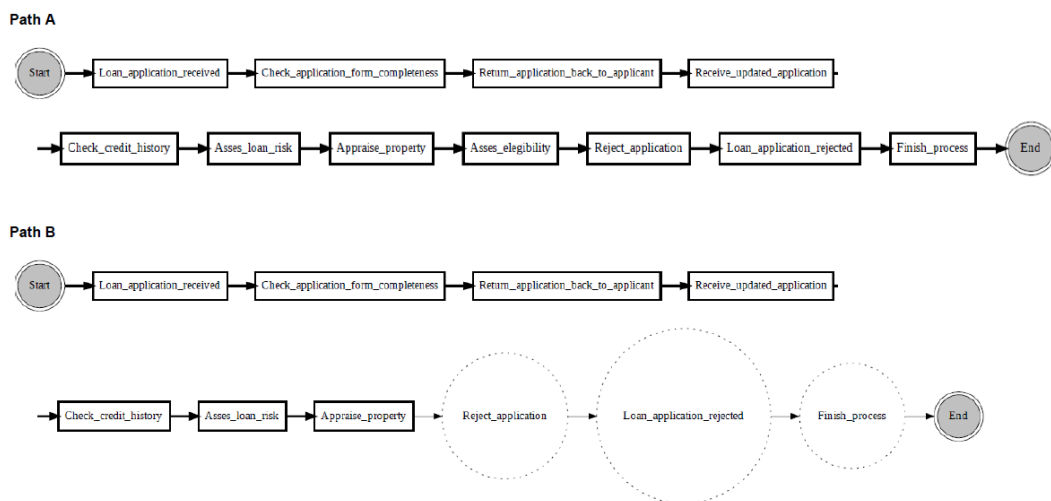 Path A
Start Loan_application_received Check_application_form_completeness Return_application_back_to_applicant Receive_updated_application
Check_credit_history Asses_loan_risk Appraise_property Asses_elegibility Reject_application Loan_application_rejected Finish_process End
Path B
Start Loan_application_received Check_application_form_completeness Return_application_back_to_applicant Receive_updated_application
Check_credit_history Asses_loan_risk Appraise_property Reject_application Loan_application_rejected Finish_process End